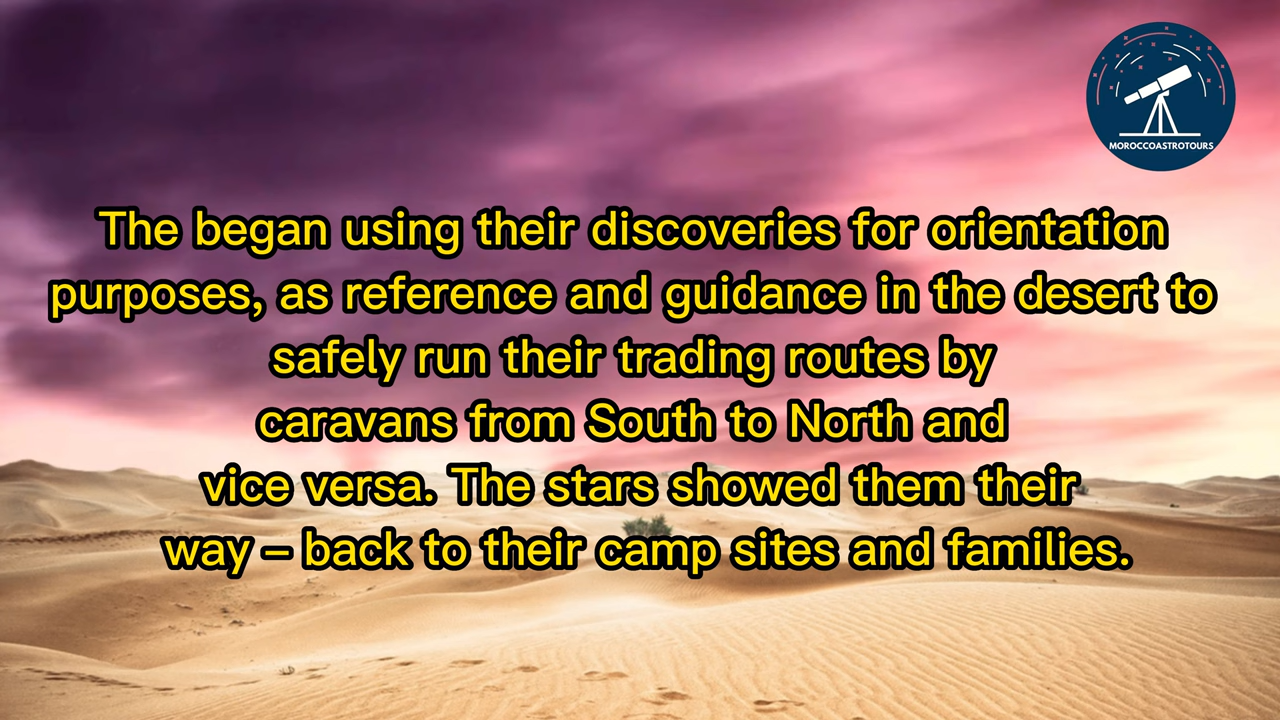 MOROCCOASTROTOURS
The began using their discoveries for orientation
purposes, as reference and guidance in the desert to
safely run their trading routes by
caravans from South to North and
vice versa. The stars showed them their
way – back to their camp sites and families.